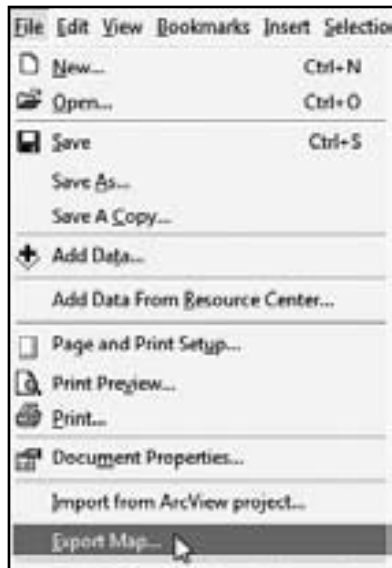 File Edit View Bookmarks Insert Selection
New... Ctrl+N
Open... Ctrl+O
Save Ctrl+S
Save As...
Save A Copy...
Add Data...
Add Data From Resource Center...
Page and Print Setup...
Print Preview...
Print...
Document Properties...
Import from ArcView project...
Export Map...